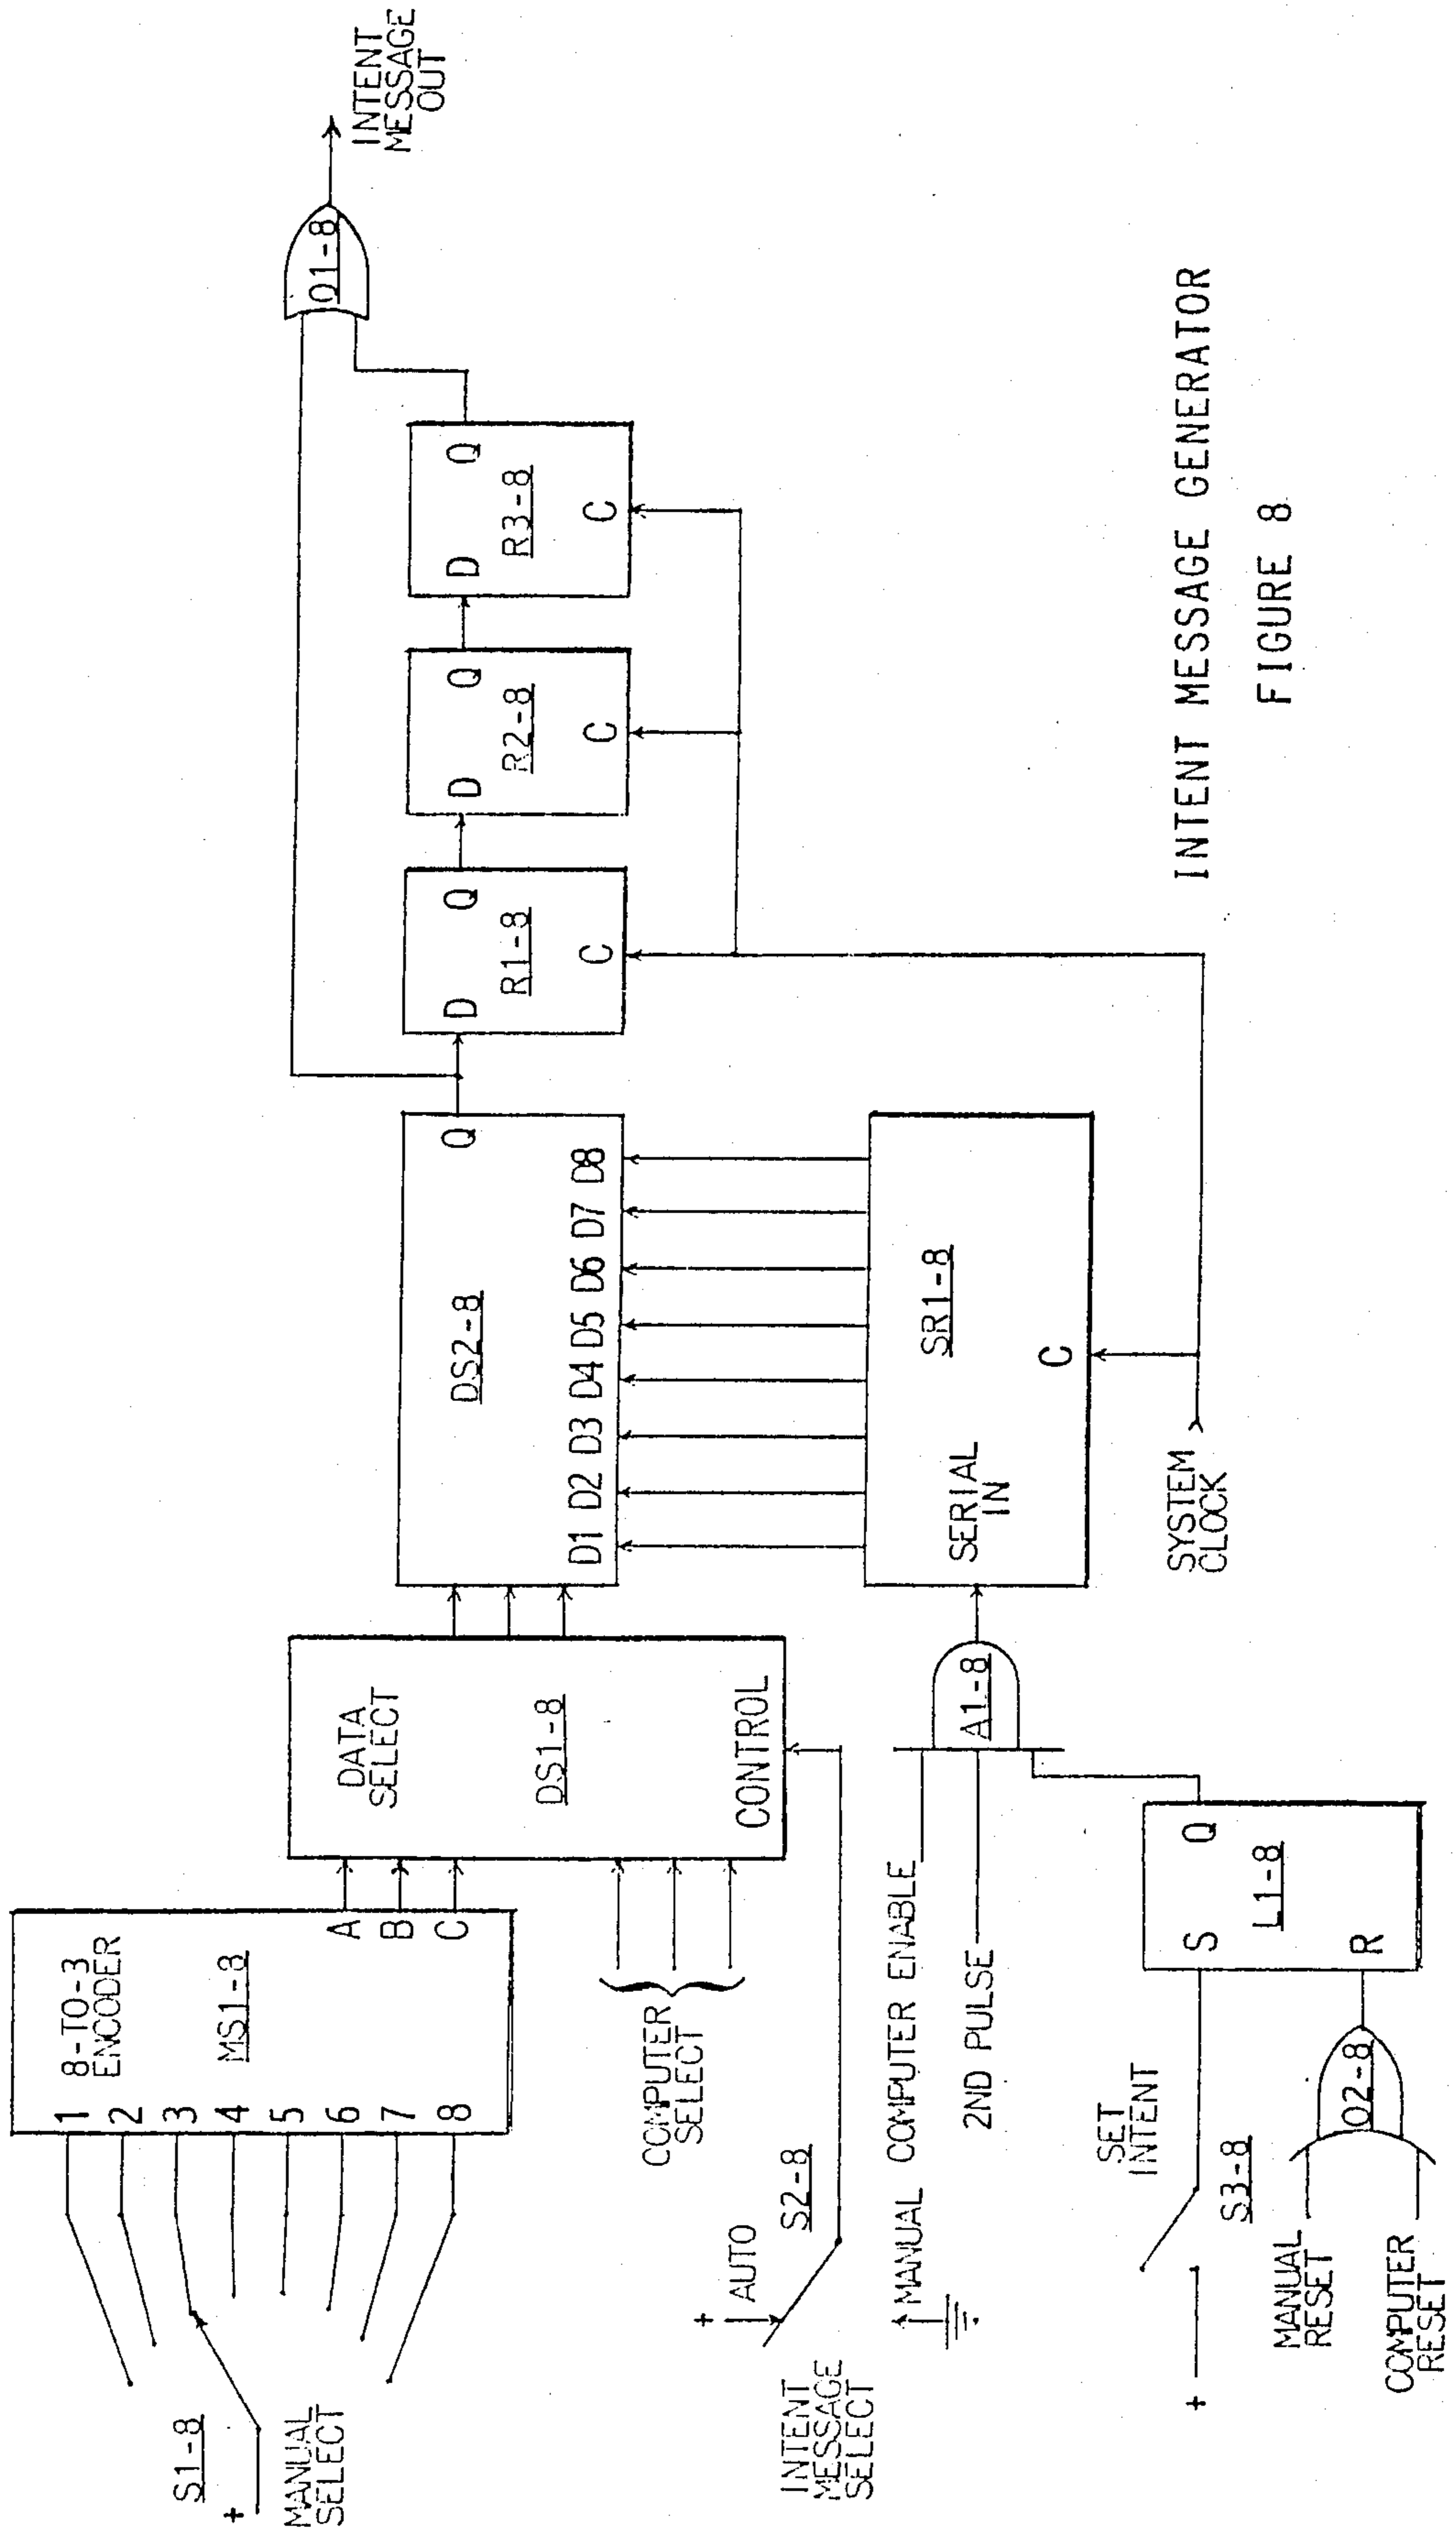 S1-8
+
MANUAL
SELECT
1
2
3
4
5
6
7
8
8-TO-3
ENCODER
MS1-8
A
B
C
COMPUTER
SELECT
DATA
SELECT
DS1-8
CONTROL
INTENT
MESSAGE
SELECT
+
AUTO
S2-8
MANUAL
DS2-8
Q
D1 D2 D3 D4 D5 D6 D7 D8
D
Q
R1-8
C
D
Q
R2-8
C
D
Q
R3-8
C
O1-8
INTENT
MESSAGE
OUT
COMPUTER ENABLE
2ND PULSE
A1-8
SERIAL
IN
SR1-8
C
SYSTEM
CLOCK
+
SET
INTENT
S3-8
MANUAL
RESET
COMPUTER
RESET
O2-8
S
Q
L1-8
R
INTENT MESSAGE GENERATOR
FIGURE 8